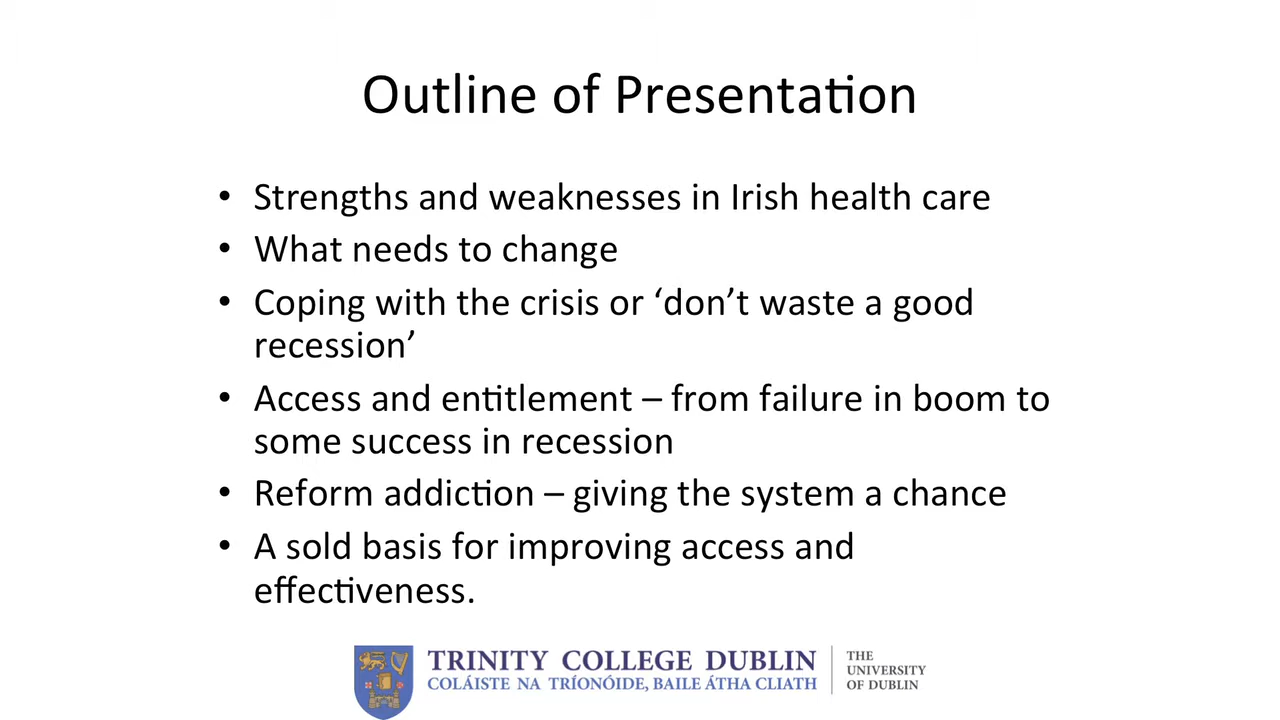 Outline of Presentation
• Strengths and weaknesses in Irish health care
• What needs to change
• Coping with the crisis or ‘don’t waste a good
recession’
• Access and entitlement – from failure in boom to
some success in recession
• Reform addiction – giving the system a chance
• A sold basis for improving access and
effectiveness.
TRINITY COLLEGE DUBLIN
COLÁISTE NA TRÍONÓIDE, BAILE ÁTHA CLIATH
THE
UNIVERSITY
OF DUBLIN